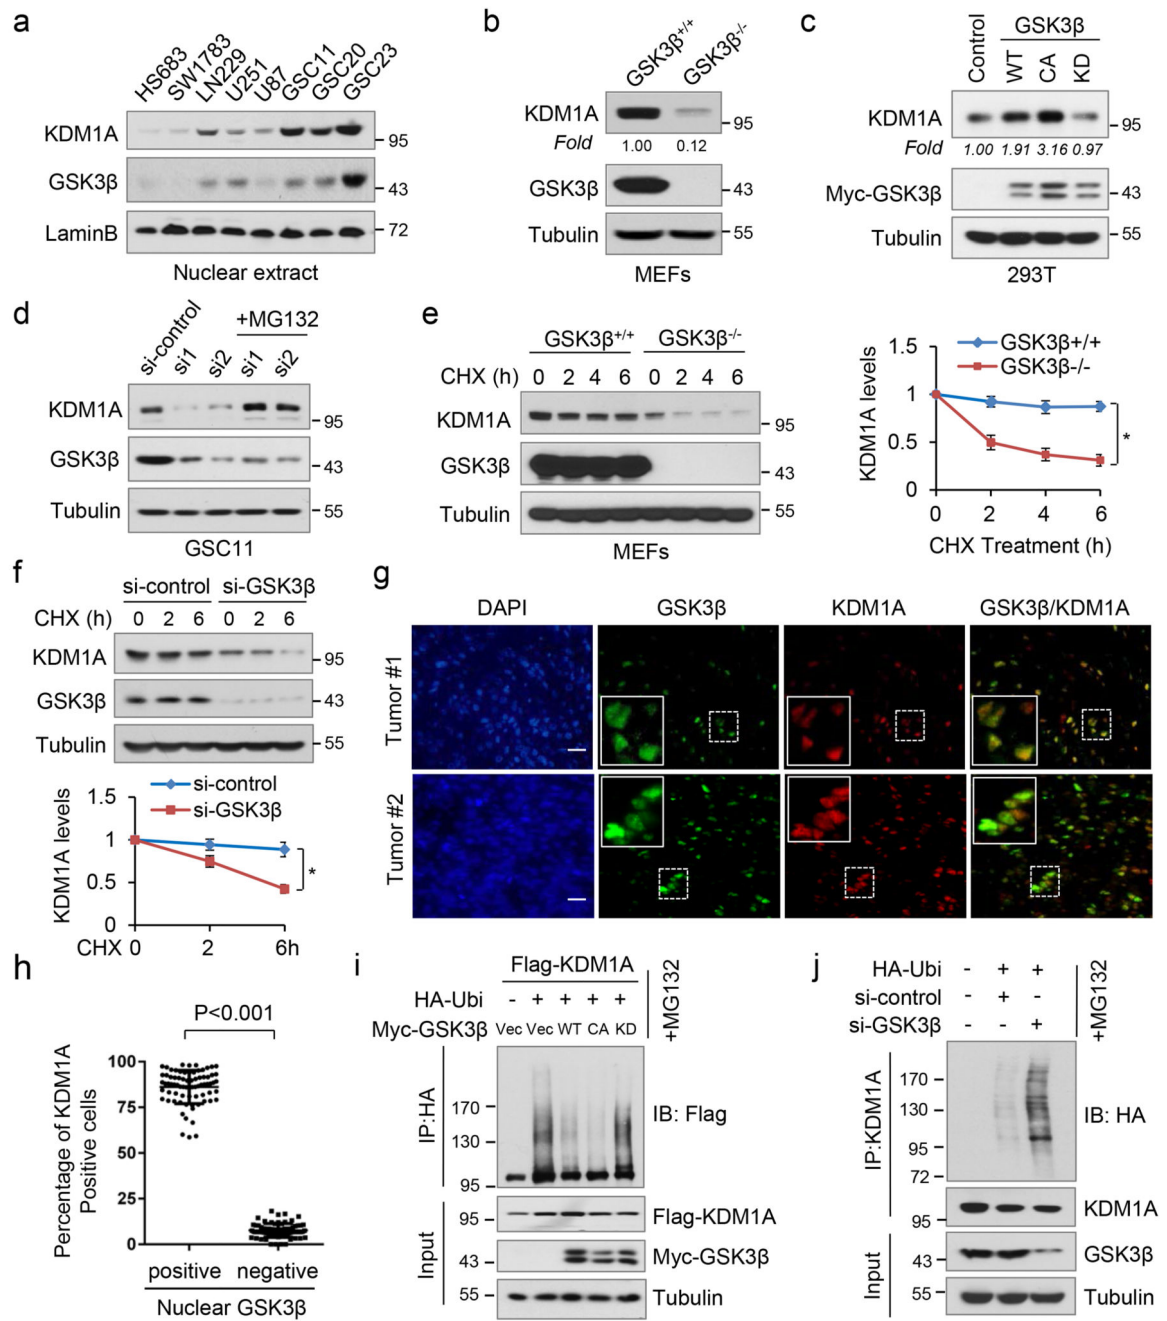 a
HS683 SW1783 LN229 U251 U87 GSC11 GSC20 GSC23
KDM1A
95
GSK3β
43
LaminB
72
Nuclear extract
b
GSK3β+/+ GSK3β-/-
KDM1A
95
Fold 1.00 0.12
GSK3β
43
Tubulin
55
MEFs
c
Control
GSK3β
WT CA KD
KDM1A
95
Fold 1.00 1.91 3.16 0.97
Myc-GSK3β
43
Tubulin
55
293T
d
+MG132
si-control si1 si2 si1 si2
KDM1A
95
GSK3β
43
Tubulin
55
GSC11
e
GSK3β+/+ GSK3β-/-
CHX (h) 0 2 4 6 0 2 4 6
KDM1A
95
GSK3β
43
Tubulin
55
MEFs
GSK3β+/+
GSK3β-/-
KDM1A levels
1.5
1
0.5
0
*
0 2 4 6
CHX Treatment (h)
f
si-control si-GSK3β
CHX (h) 0 2 6 0 2 6
KDM1A
95
GSK3β
43
Tubulin
55
si-control
si-GSK3β
KDM1A levels
1.5
1
0.5
0
*
CHX 0 2 6h
g
DAPI GSK3β KDM1A GSK3β/KDM1A
Tumor #1
Tumor #2
h
P<0.001
Percentage of KDM1A
Positive cells
100
75
50
25
0
positive negative
Nuclear GSK3β
i
Flag-KDM1A
HA-Ubi - + + + +
Myc-GSK3β Vec Vec WT CA KD
+MG132
IP:HA
170
130
95
IB: Flag
Input
95
Flag-KDM1A
43
Myc-GSK3β
55
Tubulin
j
HA-Ubi - + +
si-control - + -
si-GSK3β - - +
+MG132
IP:KDM1A
170
130
95
72
IB: HA
95
KDM1A
Input
43
GSK3β
55
Tubulin